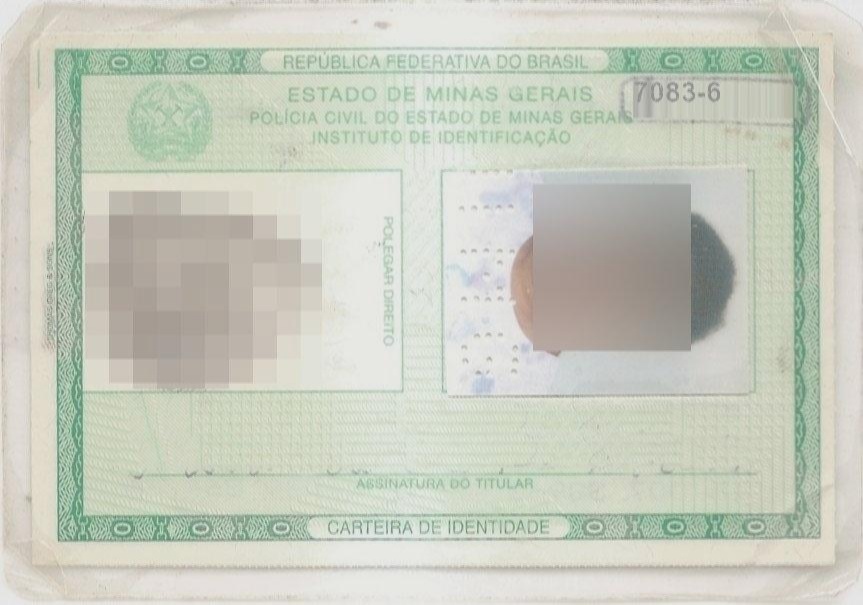 REPÚBLICA FEDERATIVA DO BRASIL
ESTADO DE MINAS GERAIS
7083-6
POLÍCIA CIVIL DO ESTADO DE MINAS GERAIS
INSTITUTO DE IDENTIFICAÇÃO
POLEGAR DIREITO
ASSINATURA DO TITULAR
CARTEIRA DE IDENTIDADE